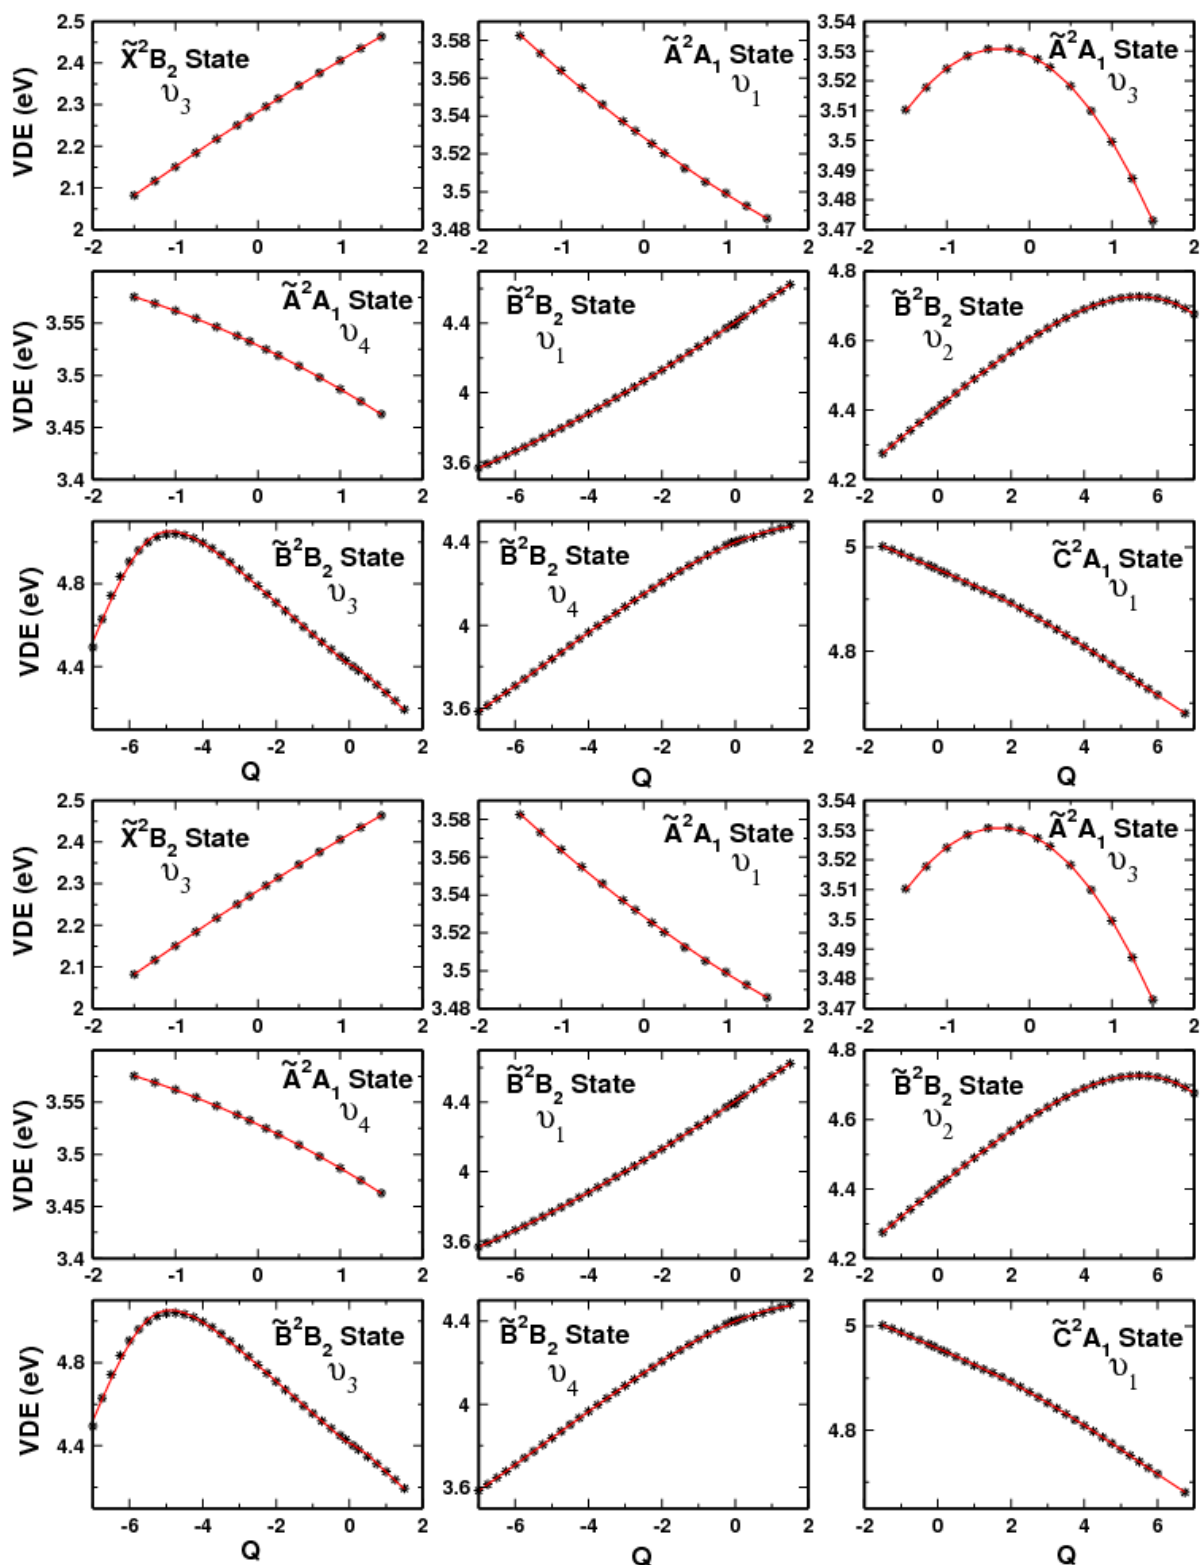 X̃²B₂ State
υ₃
VDE (eV)
2.5
2.4
2.3
2.2
2.1
2
-2 -1 0 1 2
òA₁ State
υ₁
3.58
3.56
3.54
3.52
3.5
3.48
-2 -1 0 1 2
òA₁ State
υ₃
3.54
3.53
3.52
3.51
3.5
3.49
3.48
3.47
-2 -1 0 1 2
òA₁ State
υ₄
VDE (eV)
3.55
3.5
3.45
3.4
-2 -1 0 1 2
B̃²B₂ State
υ₁
4.4
4
3.6
-6 -4 -2 0 2
B̃²B₂ State
υ₂
4.8
4.6
4.4
4.2
-2 0 2 4 6
B̃²B₂ State
υ₃
VDE (eV)
4.8
4.4
-6 -4 -2 0 2
Q
B̃²B₂ State
υ₄
4.4
4
3.6
-6 -4 -2 0 2
Q
C̃²A₁ State
υ₁
5
4.8
-2 0 2 4 6
Q
X̃²B₂ State
υ₃
VDE (eV)
2.5
2.4
2.3
2.2
2.1
2
-2 -1 0 1 2
òA₁ State
υ₁
3.58
3.56
3.54
3.52
3.5
3.48
-2 -1 0 1 2
òA₁ State
υ₃
3.54
3.53
3.52
3.51
3.5
3.49
3.48
3.47
-2 -1 0 1 2
òA₁ State
υ₄
VDE (eV)
3.55
3.5
3.45
3.4
-2 -1 0 1 2
B̃²B₂ State
υ₁
4.4
4
3.6
-6 -4 -2 0 2
B̃²B₂ State
υ₂
4.8
4.6
4.4
4.2
-2 0 2 4 6
B̃²B₂ State
υ₃
VDE (eV)
4.8
4.4
-6 -4 -2 0 2
Q
B̃²B₂ State
υ₄
4.4
4
3.6
-6 -4 -2 0 2
Q
C̃²A₁ State
υ₁
5
4.8
-2 0 2 4 6
Q